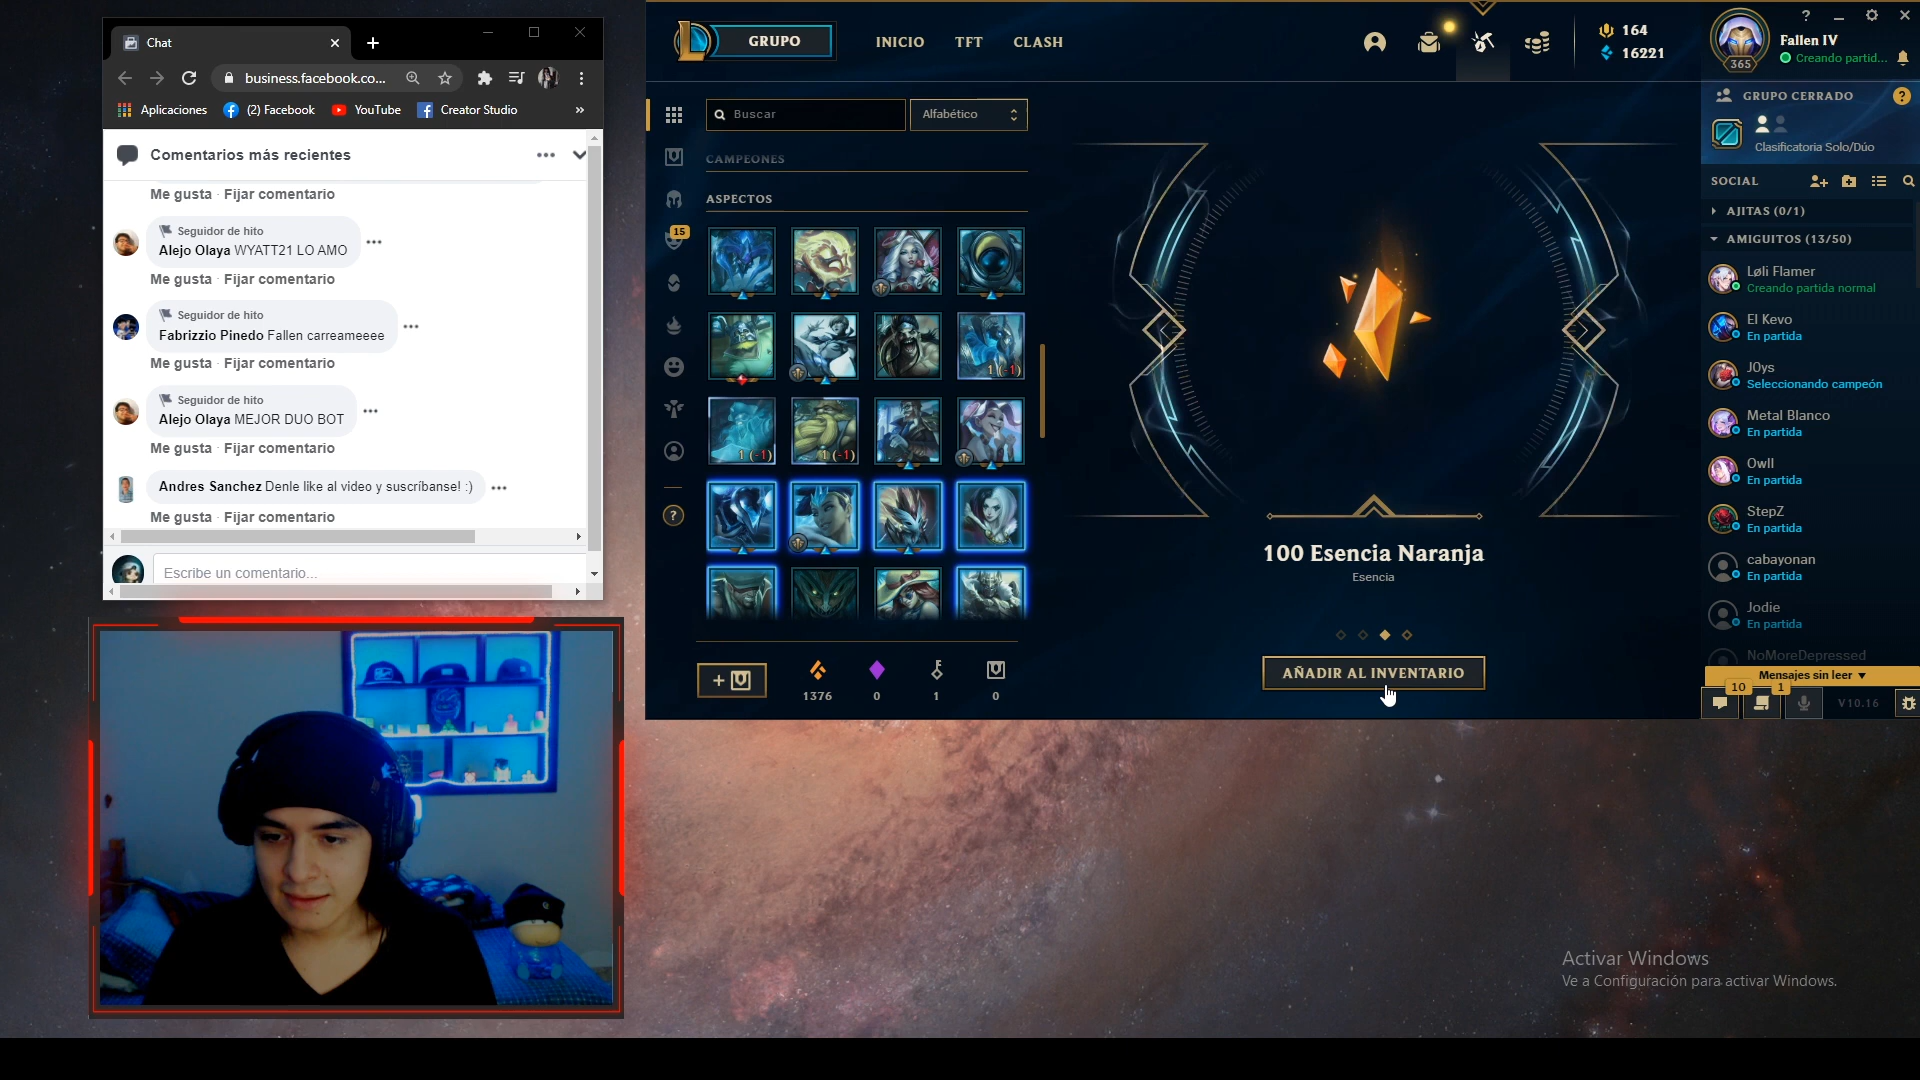 Chat
business.facebook.co...
Aplicaciones
(2) Facebook
YouTube
Creator Studio
»
Comentarios más recientes
Me gusta · Fijar comentario
Seguidor de hito
Alejo Olaya WYATT21 LO AMO
Me gusta · Fijar comentario
Seguidor de hito
Fabrizzio Pinedo Fallen carreameeee
Me gusta · Fijar comentario
Seguidor de hito
Alejo Olaya MEJOR DUO BOT
Me gusta · Fijar comentario
Andres Sanchez Denle like al video y suscríbanse! :)
Me gusta · Fijar comentario
Escribe un comentario...
GRUPO
INICIO
TFT
CLASH
164
16221
365
Fallen IV
Creando partid...
Buscar
Alfabético
CAMPEONES
ASPECTOS
15
1 (-1)
1 (-1)
1 (-1)
?
1376
0
1
0
100 Esencia Naranja
Esencia
AÑADIR AL INVENTARIO
GRUPO CERRADO
?
Clasificatoria Solo/Dúo
SOCIAL
AJITAS (0/1)
AMIGUITOS (13/50)
Løli Flamer
Creando partida normal
El Kevo
En partida
J0ys
Seleccionando campeón
Metal Blanco
En partida
Owll
En partida
StepZ
En partida
cabayonan
En partida
Jodie
En partida
NoMoreDepressed
Mensajes sin leer
10
1
V10.16
Activar Windows
Ve a Configuración para activar Windows.